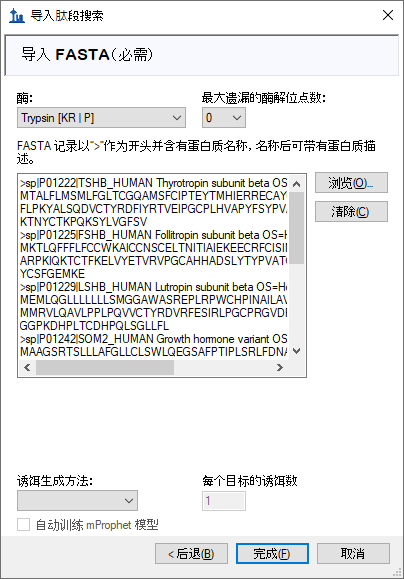 导入肽段搜索
导入 FASTA(必需)
酶:
最大遗漏的酶解位点数:
Trypsin [KR | P]
0
FASTA 记录以">"作为开头并含有蛋白质名称，名称后可带有蛋白质描
述。
>sp|P01222|TSHB_HUMAN Thyrotropin subunit beta OS
MTALFLMSMLFGLTCGQAMSFCIPTEYTMHIERRECAY
FLPKYALSQDVCTYRDFIYRTVEIPGCPLHVAPYFSYPV
KTNYCTKPQKSYLVGFSV
>sp|P01225|FSHB_HUMAN Follitropin subunit beta OS=H
MKTLQFFFLFCCWKAICCNSCELTNITIAIEKEECRFCISI
ARPKIQKTCTFKELVYETVRVPGCAHHADSLYTYPVAT
YCSFGEMKE
>sp|P01229|LSHB_HUMAN Lutropin subunit beta OS=H
MEMLQGLLLLLLLSMGGAWASREPLRPWCHPINAILAV
MMRVLQAVLPPLPQVVCTYRDVRFESIRLPGCPRGVD
GGPKDHPLTCDHPQLSGLLFL
>sp|P01242|SOM2_HUMAN Growth hormone variant OS
MAAGSRTSLLLAFGLLCLSWLQEGSAFPTIPLSRLFDNA
浏览(O)...
清除(C)
诱饵生成方法:
每个目标的诱饵数
1
自动训练 mProphet 模型
< 后退(B)
完成(F)
取消